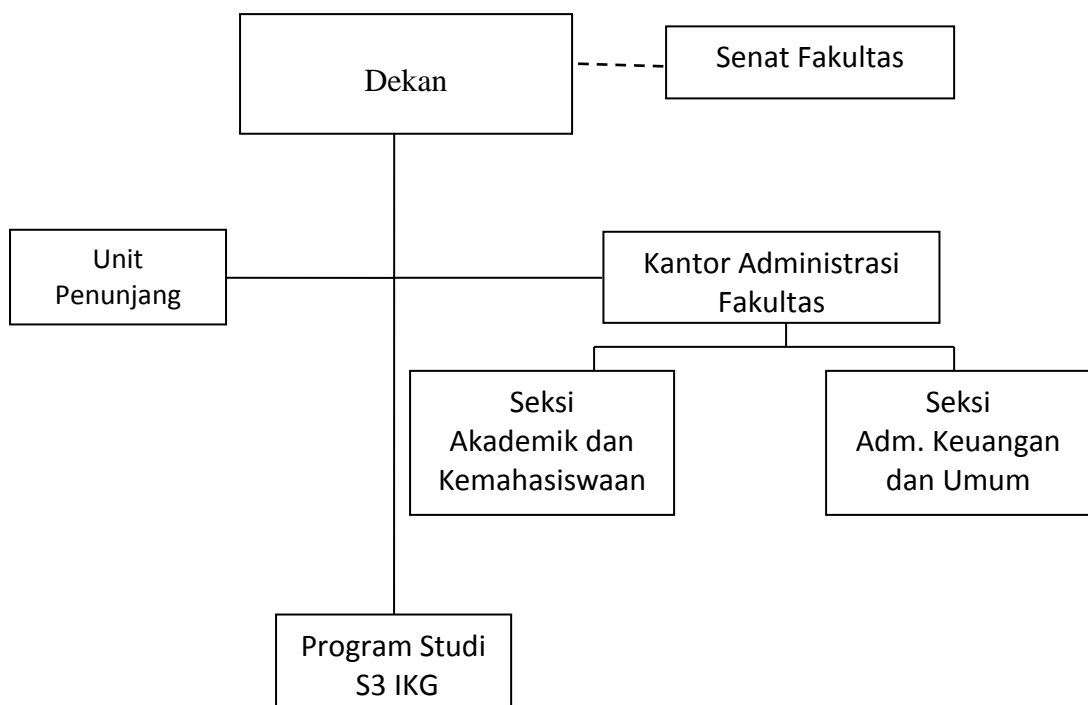 Dekan
Senat Fakultas
Unit
Penunjang
Kantor Administrasi
Fakultas
Seksi
Akademik dan
Kemahasiswaan
Seksi
Adm. Keuangan
dan Umum
Program Studi
S3 IKG